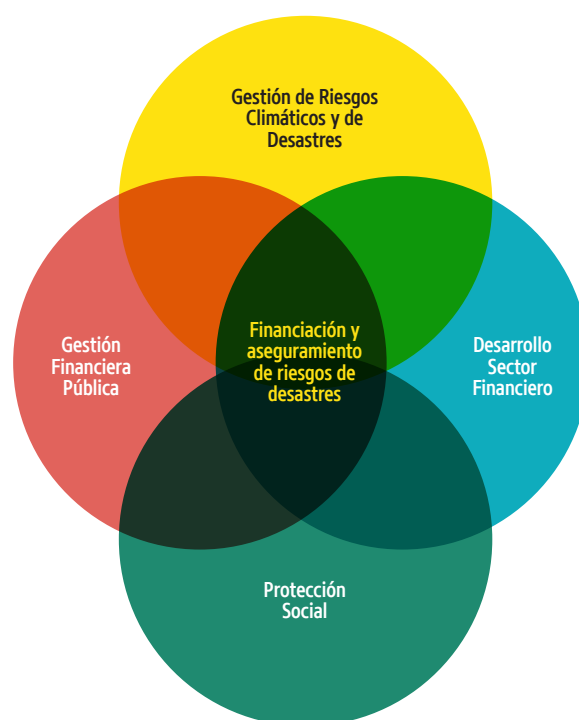 Gestión de Riesgos
Climáticos y de
Desastres
Gestión
Financiera
Pública
Financiación y
aseguramiento
de riesgos de
desastres
Desarrollo
Sector
Financiero
Protección
Social